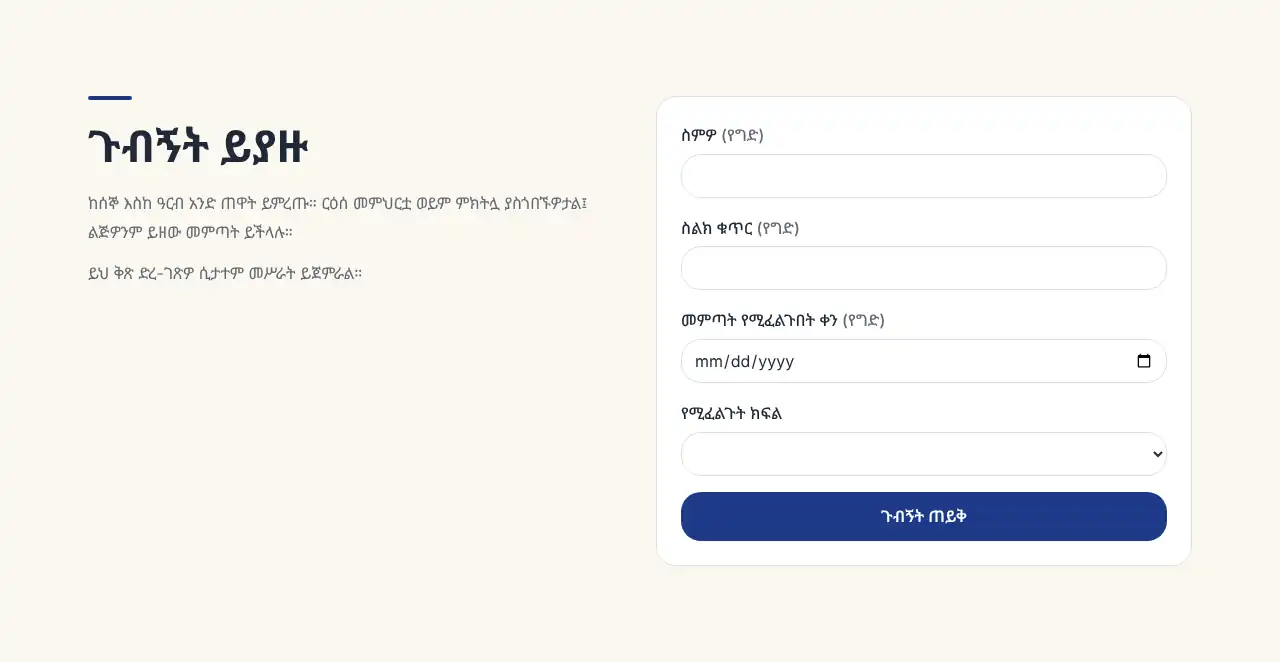 ጉብኝት ይያዙ
ከሰኞ እስከ ዓርብ አንድ ጠዋት ይምረጡ። ርዕሰ መምህርቷ ወይም ምክትሏ ያስጎበኙዎታል፤
ልጅዎንም ይዘው መምጣት ይችላሉ።
ይህ ቅጽ ድረ-ገጽዎ ሲታተም መሥራት ይጀምራል።
ስምዎ (የግድ)
ስልክ ቁጥር (የግድ)
መምጣት የሚፈልጉበት ቀን (የግድ)
mm/dd/yyyy
የሚፈልጉት ክፍል
ጉብኝት ጠይቅ